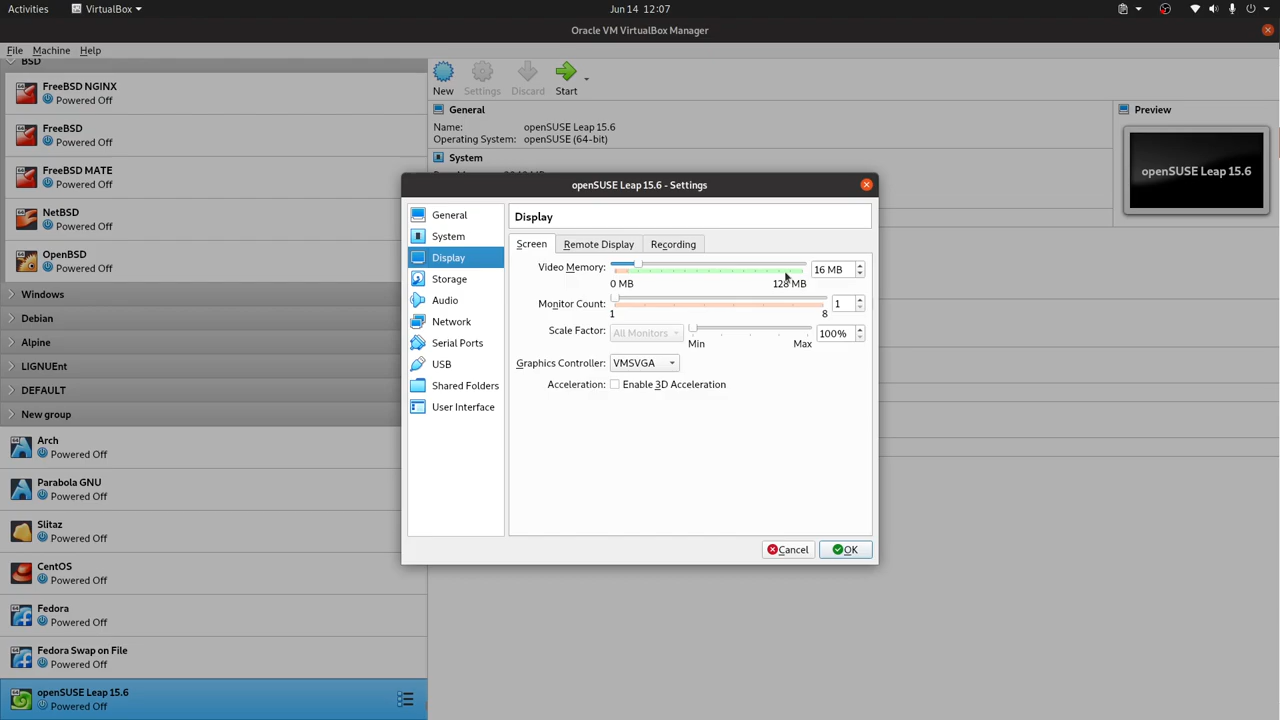 Activities VirtualBox Jun 14 12:07
Oracle VM VirtualBox Manager
File Machine Help
BSD
FreeBSD NGINX
Powered Off
FreeBSD
Powered Off
FreeBSD MATE
Powered Off
NetBSD
Powered Off
OpenBSD
Powered Off
Windows
Debian
Alpine
LIGNUEnt
DEFAULT
New group
Arch
Powered Off
Parabola GNU
Powered Off
Slitaz
Powered Off
CentOS
Powered Off
Fedora
Powered Off
Fedora Swap on File
Powered Off
openSUSE Leap 15.6
Powered Off
New Settings Discard Start
General
Name: openSUSE Leap 15.6
Operating System: openSUSE (64-bit)
System
Preview
openSUSE Leap 15.6
openSUSE Leap 15.6 - Settings
General
System
Display
Storage
Audio
Network
Serial Ports
USB
Shared Folders
User Interface
Display
Screen Remote Display Recording
Video Memory: 16 MB
0 MB 128 MB
Monitor Count: 1
1 8
Scale Factor: All Monitors 100%
Min Max
Graphics Controller: VMSVGA
Acceleration: Enable 3D Acceleration
Cancel OK